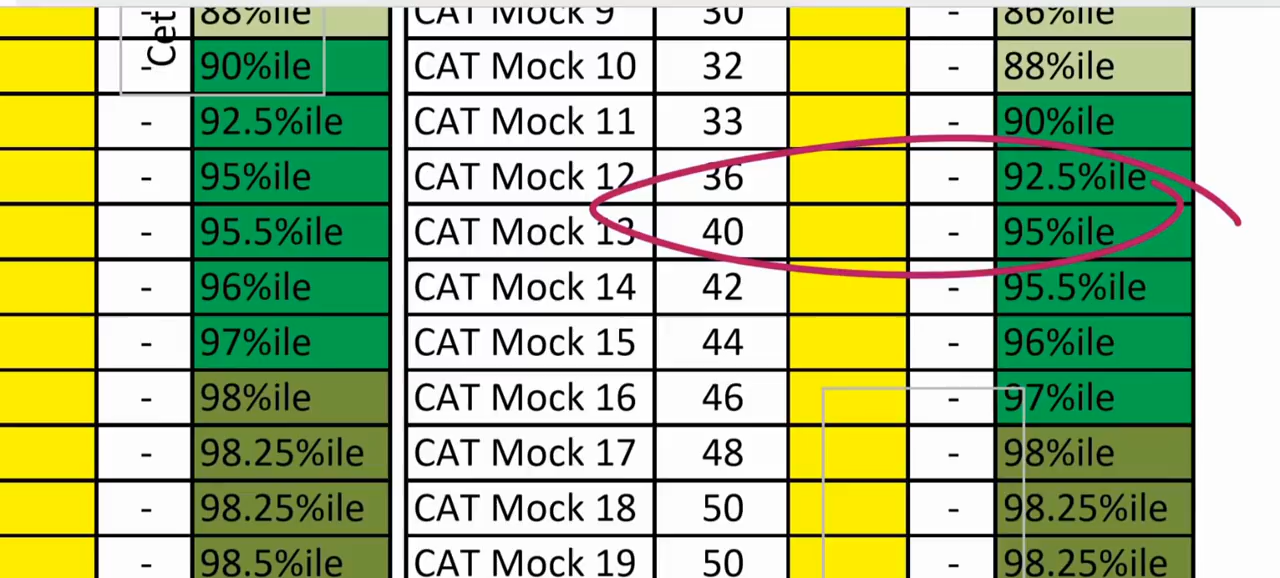 88%ile CAT Mock 9 30 86%ile
Cet
- 90%ile CAT Mock 10 32 - 88%ile
- 92.5%ile CAT Mock 11 33 - 90%ile
- 95%ile CAT Mock 12 36 - 92.5%ile
- 95.5%ile CAT Mock 13 40 - 95%ile
- 96%ile CAT Mock 14 42 - 95.5%ile
- 97%ile CAT Mock 15 44 - 96%ile
- 98%ile CAT Mock 16 46 - 97%ile
- 98.25%ile CAT Mock 17 48 - 98%ile
- 98.25%ile CAT Mock 18 50 - 98.25%ile
- 98.5%ile CAT Mock 19 50 - 98.25%ile